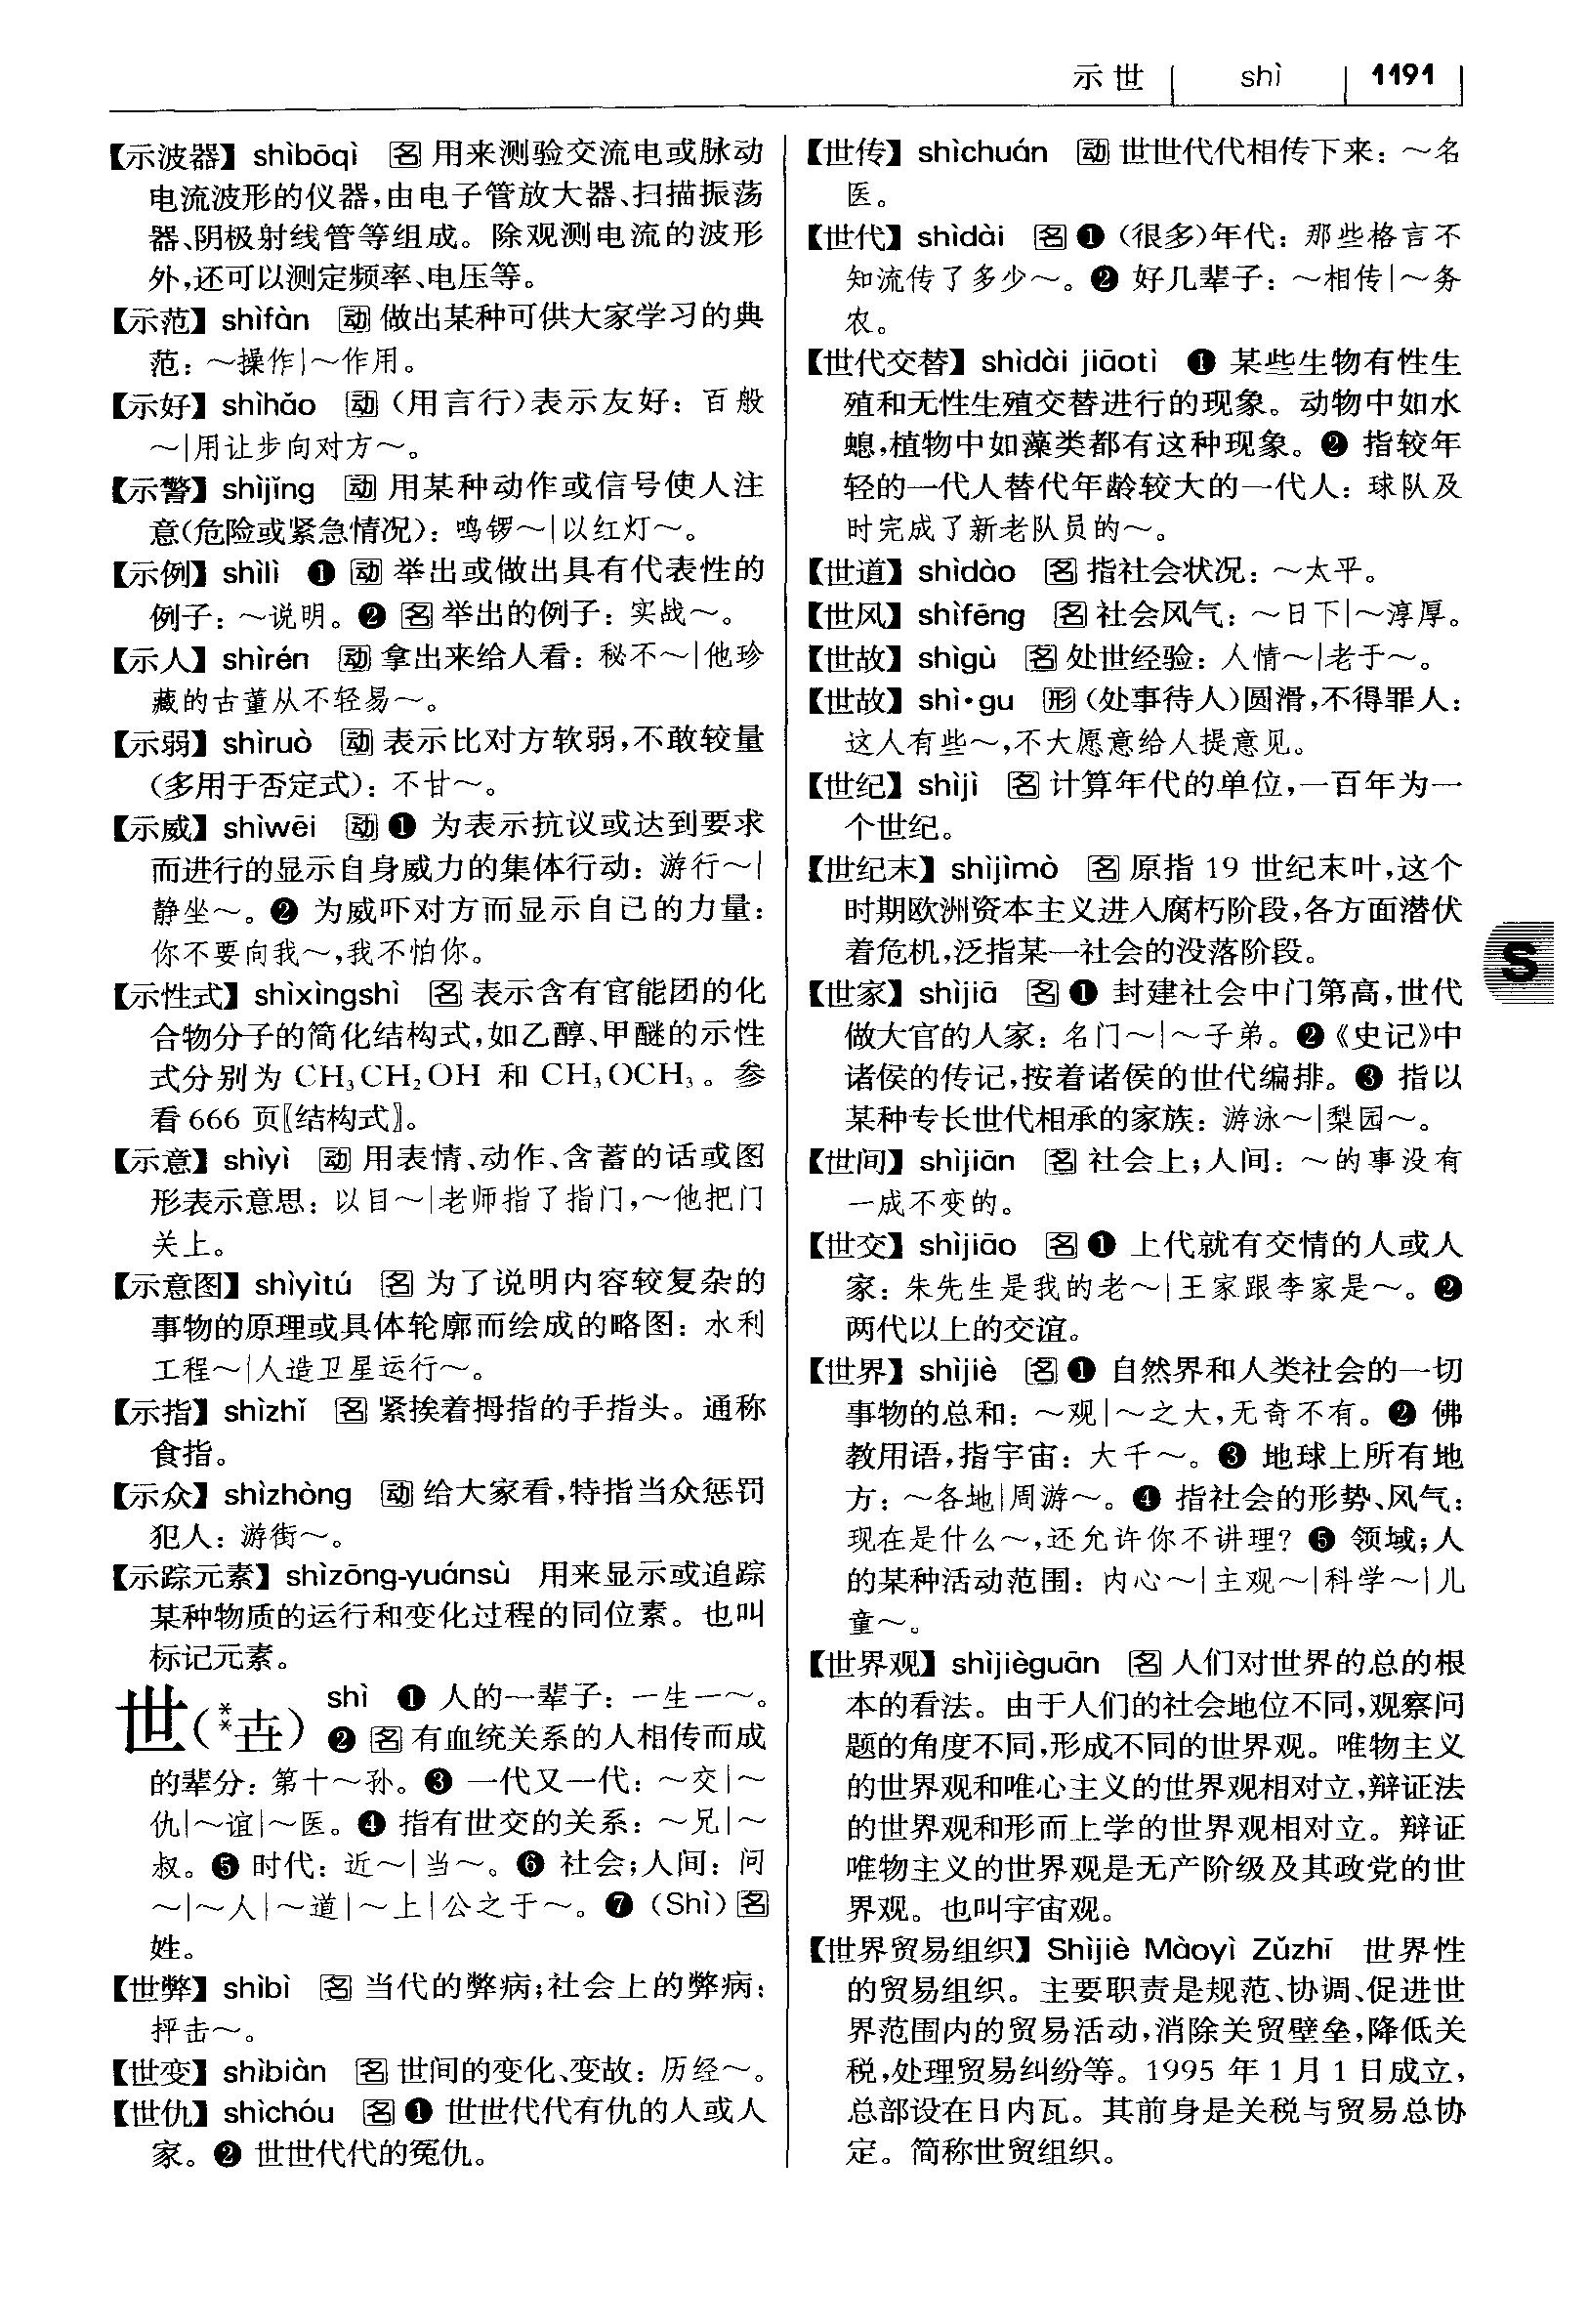 示世 shì 1191
【示波器】 shìbōqì 名 用来测验交流电或脉动
电流波形的仪器,由电子管放大器、扫描振荡
器、阴极射线管等组成。除观测电流的波形
外,还可以测定频率、电压等。
【示范】 shìfàn 动 做出某种可供大家学习的典
范：～操作|～作用。
【示好】 shìhǎo 动 (用言行)表示友好：百般
～|用让步向对方～。
【示警】 shìjǐng 动 用某种动作或信号使人注
意(危险或紧急情况)：鸣锣～|以红灯～。
【示例】 shìlì ❶ 动 举出或做出具有代表性的
例子：～说明。❷ 名 举出的例子：实战～。
【示人】 shìrén 动 拿出来给人看：秘不～|他珍
藏的古董从不轻易～。
【示弱】 shìruò 动 表示比对方软弱,不敢较量
(多用于否定式)：不甘～。
【示威】 shìwēi 动 ❶ 为表示抗议或达到要求
而进行的显示自身威力的集体行动：游行～|
静坐～。❷ 为威吓对方而显示自己的力量：
你不要向我～,我不怕你。
【示性式】 shìxìngshì 名 表示含有官能团的化
合物分子的简化结构式,如乙醇、甲醚的示性
式分别为 CH₃CH₂OH 和 CH₃OCH₃。参
看 666 页〖结构式〗。
【示意】 shìyì 动 用表情、动作、含蓄的话或图
形表示意思：以目～|老师指了指门,～他把门
关上。
【示意图】 shìyìtú 名 为了说明内容较复杂的
事物的原理或具体轮廓而绘成的略图：水利
工程～|人造卫星运行～。
【示指】 shìzhǐ 名 紧挨着拇指的手指头。通称
食指。
【示众】 shìzhòng 动 给大家看,特指当众惩罚
犯人：游街～。
【示踪元素】 shìzōng-yuánsù 用来显示或追踪
某种物质的运行和变化过程的同位素。也叫
标记元素。
世(**卋) shì ❶ 人的一辈子：一生一～。
❷ 名 有血统关系的人相传而成
的辈分：第十～孙。❸ 一代又一代：～交|～
仇|～谊|～医。❹ 指有世交的关系：～兄|～
叔。❺ 时代：近～|当～。❻ 社会;人间：问
～|～人|～道|～上|公之于～。❼ (Shì) 名
姓。
【世弊】 shìbì 名 当代的弊病;社会上的弊病：
抨击～。
【世变】 shìbiàn 名 世间的变化、变故：历经～。
【世仇】 shìchóu 名 ❶ 世世代代有仇的人或人
家。❷ 世世代代的冤仇。
【世传】 shìchuán 动 世世代代相传下来：～名
医。
【世代】 shìdài 名 ❶ (很多)年代：那些格言不
知流传了多少～。❷ 好几辈子：～相传|～务
农。
【世代交替】 shìdài jiāotì ❶ 某些生物有性生
殖和无性生殖交替进行的现象。动物中如水
螅,植物中如藻类都有这种现象。❷ 指较年
轻的一代人替代年龄较大的一代人：球队及
时完成了新老队员的～。
【世道】 shìdào 名 指社会状况：～太平。
【世风】 shìfēng 名 社会风气：～日下|～淳厚。
【世故】 shìgù 名 处世经验：人情～|老于～。
【世故】 shì·gu 形 (处事待人)圆滑,不得罪人：
这人有些～,不大愿意给人提意见。
【世纪】 shìjì 名 计算年代的单位,一百年为一
个世纪。
【世纪末】 shìjìmò 名 原指 19 世纪末叶,这个
时期欧洲资本主义进入腐朽阶段,各方面潜伏
着危机,泛指某一社会的没落阶段。
【世家】 shìjiā 名 ❶ 封建社会中门第高,世代
做大官的人家：名门～|～子弟。❷《史记》中
诸侯的传记,按着诸侯的世代编排。❸ 指以
某种专长世代相承的家族：游泳～|梨园～。
【世间】 shìjiān 名 社会上;人间：～的事没有
一成不变的。
【世交】 shìjiāo 名 ❶ 上代就有交情的人或人
家：朱先生是我的老～|王家跟李家是～。❷
两代以上的交谊。
【世界】 shìjiè 名 ❶ 自然界和人类社会的一切
事物的总和：～观|～之大,无奇不有。❷ 佛
教用语,指宇宙：大千～。❸ 地球上所有地
方：～各地|周游～。❹ 指社会的形势、风气：
现在是什么～,还允许你不讲理? ❺ 领域;人
的某种活动范围：内心～|主观～|科学～|儿
童～。
【世界观】 shìjièguān 名 人们对世界的总的根
本的看法。由于人们的社会地位不同,观察问
题的角度不同,形成不同的世界观。唯物主义
的世界观和唯心主义的世界观相对立,辩证法
的世界观和形而上学的世界观相对立。辩证
唯物主义的世界观是无产阶级及其政党的世
界观。也叫宇宙观。
【世界贸易组织】 Shìjiè Màoyì Zǔzhī 世界性
的贸易组织。主要职责是规范、协调、促进世
界范围内的贸易活动,消除关贸壁垒,降低关
税,处理贸易纠纷等。1995 年 1 月 1 日成立,
总部设在日内瓦。其前身是关税与贸易总协
定。简称世贸组织。
S